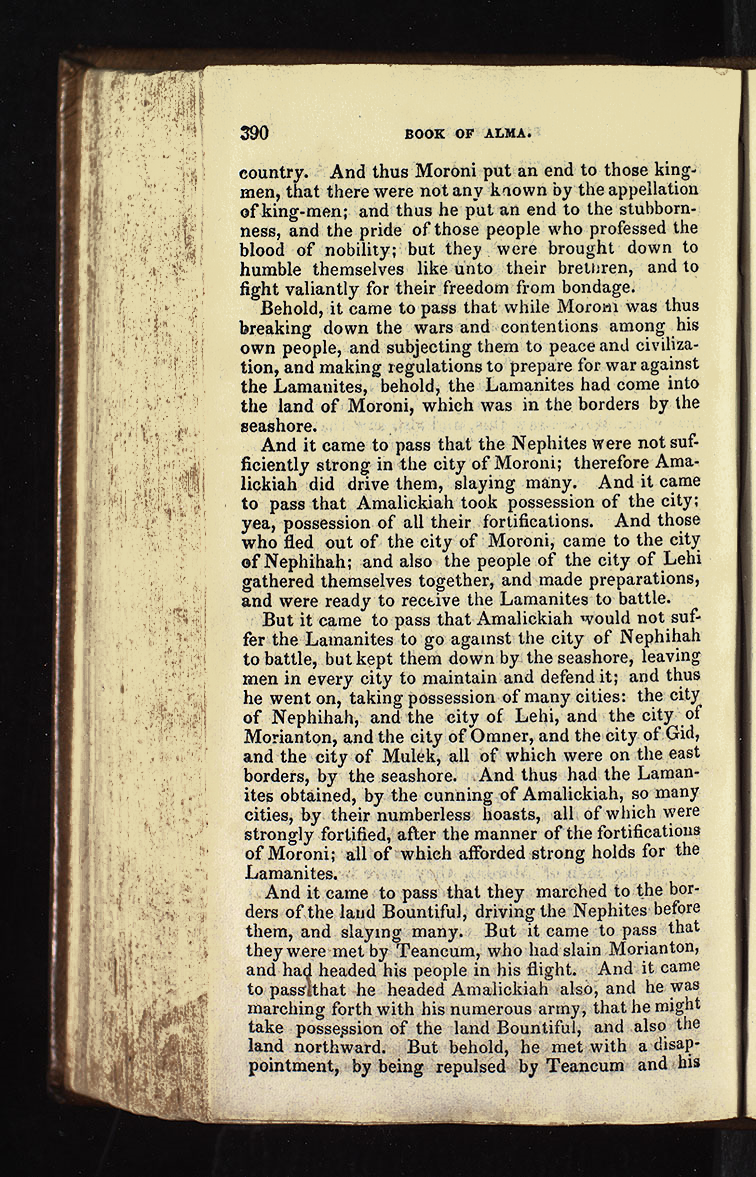 390 BOOK OF ALMA.
country. And thus Moroni put an end to those king-
men, that there were not any known by the appellation
of king-men; and thus he put an end to the stubborn-
ness, and the pride of those people who professed the
blood of nobility; but they were brought down to
humble themselves like unto their brethren, and to
fight valiantly for their freedom from bondage.
Behold, it came to pass that while Moroni was thus
breaking down the wars and contentions among his
own people, and subjecting them to peace and civiliza-
tion, and making regulations to prepare for war against
the Lamanites, behold, the Lamanites had come into
the land of Moroni, which was in the borders by the
seashore.
And it came to pass that the Nephites were not suf-
ficiently strong in the city of Moroni; therefore Ama-
lickiah did drive them, slaying many. And it came
to pass that Amalickiah took possession of the city;
yea, possession of all their fortifications. And those
who fled out of the city of Moroni, came to the city
of Nephihah; and also the people of the city of Lehi
gathered themselves together, and made preparations,
and were ready to receive the Lamanites to battle.
But it came to pass that Amalickiah would not suf-
fer the Lamanites to go against the city of Nephihah
to battle, but kept them down by the seashore, leaving
men in every city to maintain and defend it; and thus
he went on, taking possession of many cities: the city
of Nephihah, and the city of Lehi, and the city of
Morianton, and the city of Omner, and the city of Gid,
and the city of Mulek, all of which were on the east
borders, by the seashore. And thus had the Laman-
ites obtained, by the cunning of Amalickiah, so many
cities, by their numberless hoasts, all of which were
strongly fortified, after the manner of the fortifications
of Moroni; all of which afforded strong holds for the
Lamanites.
And it came to pass that they marched to the bor-
ders of the land Bountiful, driving the Nephites before
them, and slaying many. But it came to pass that
they were met by Teancum, who had slain Morianton,
and had headed his people in his flight. And it came
to pass that he headed Amalickiah also, and he was
marching forth with his numerous army, that he might
take possession of the land Bountiful, and also the
land northward. But behold, he met with a disap-
pointment, by being repulsed by Teancum and his